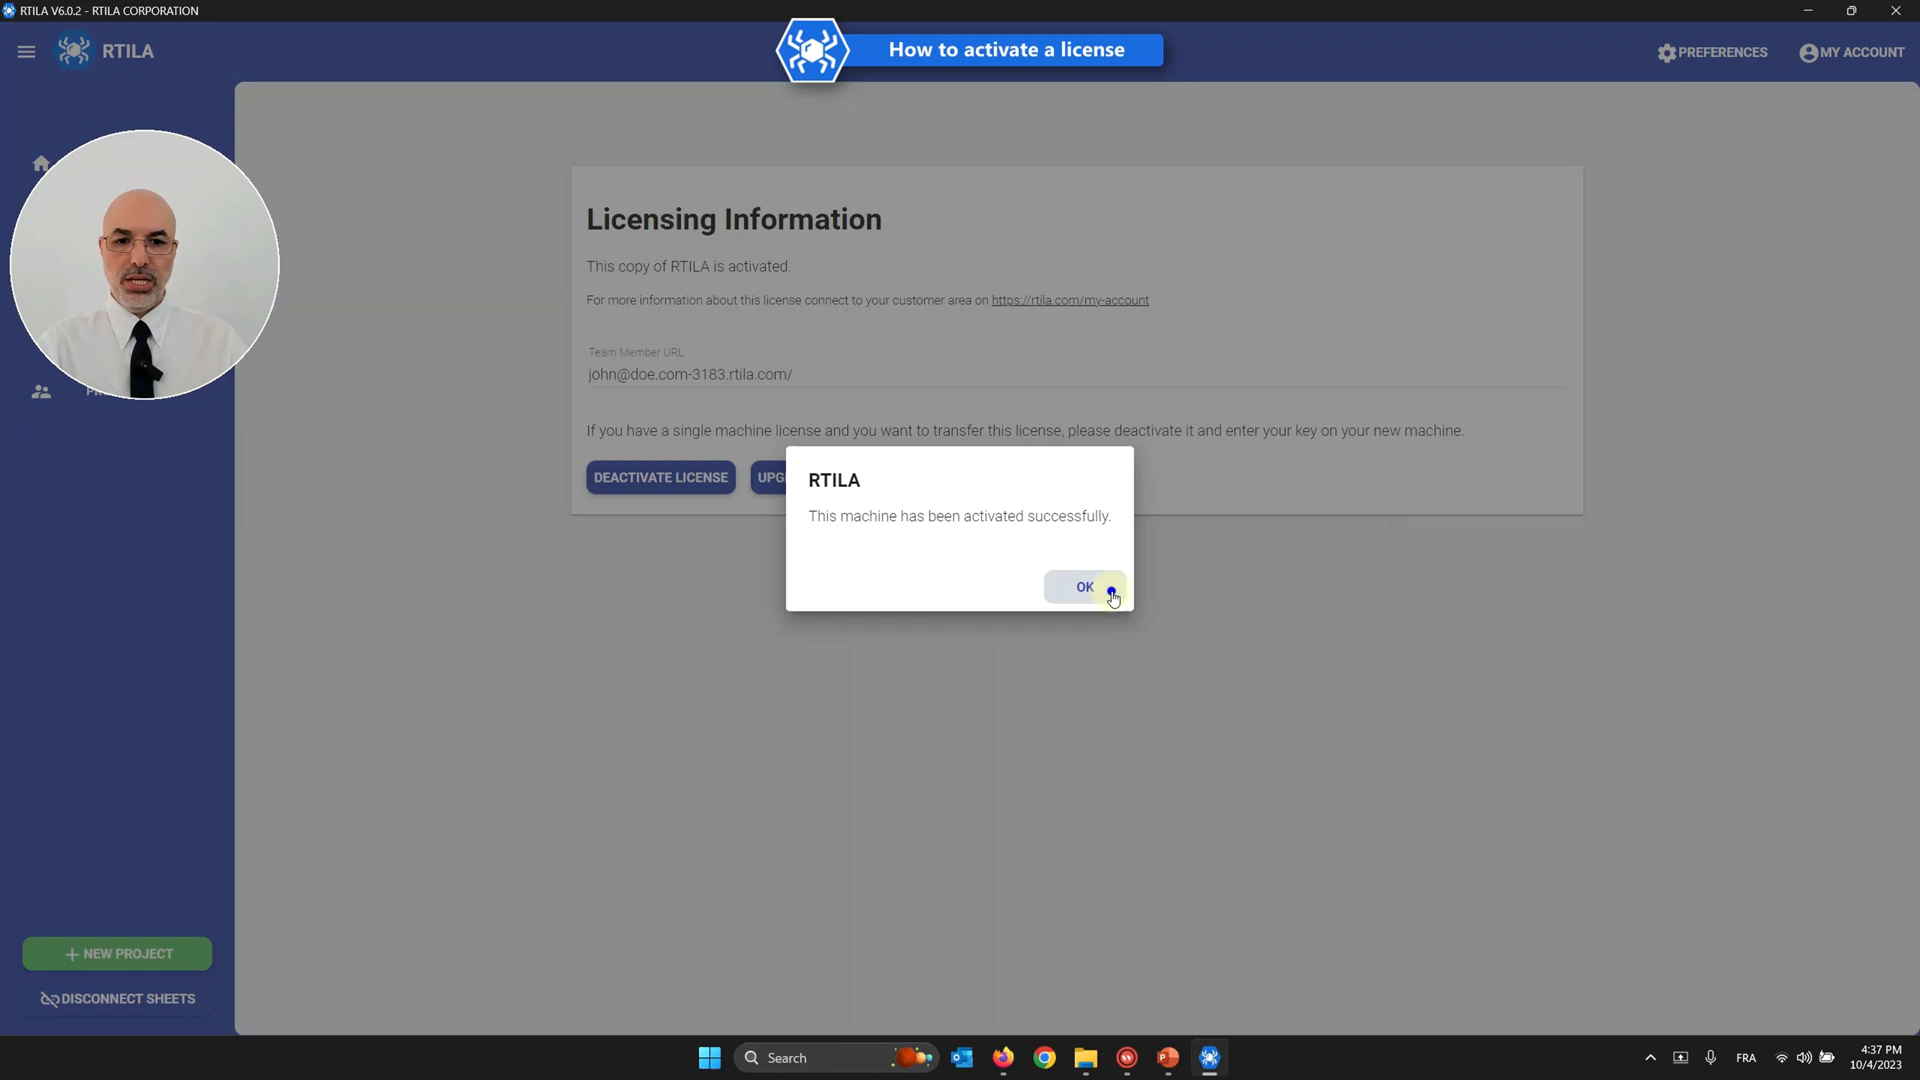 RTILA V6.0.2 - RTILA CORPORATION
RTILA
How to activate a license
PREFERENCES
MY ACCOUNT
Licensing Information
This copy of RTILA is activated.
For more information about this license connect to your customer area on https://rtila.com/my-account
Team Member URL
john@doe.com-3183.rtila.com/
If you have a single machine license and you want to transfer this license, please deactivate it and enter your key on your new machine.
DEACTIVATE LICENSE
RTILA
This machine has been activated successfully.
OK
NEW PROJECT
DISCONNECT SHEETS
Search
FRA
4:37 PM
10/4/2023